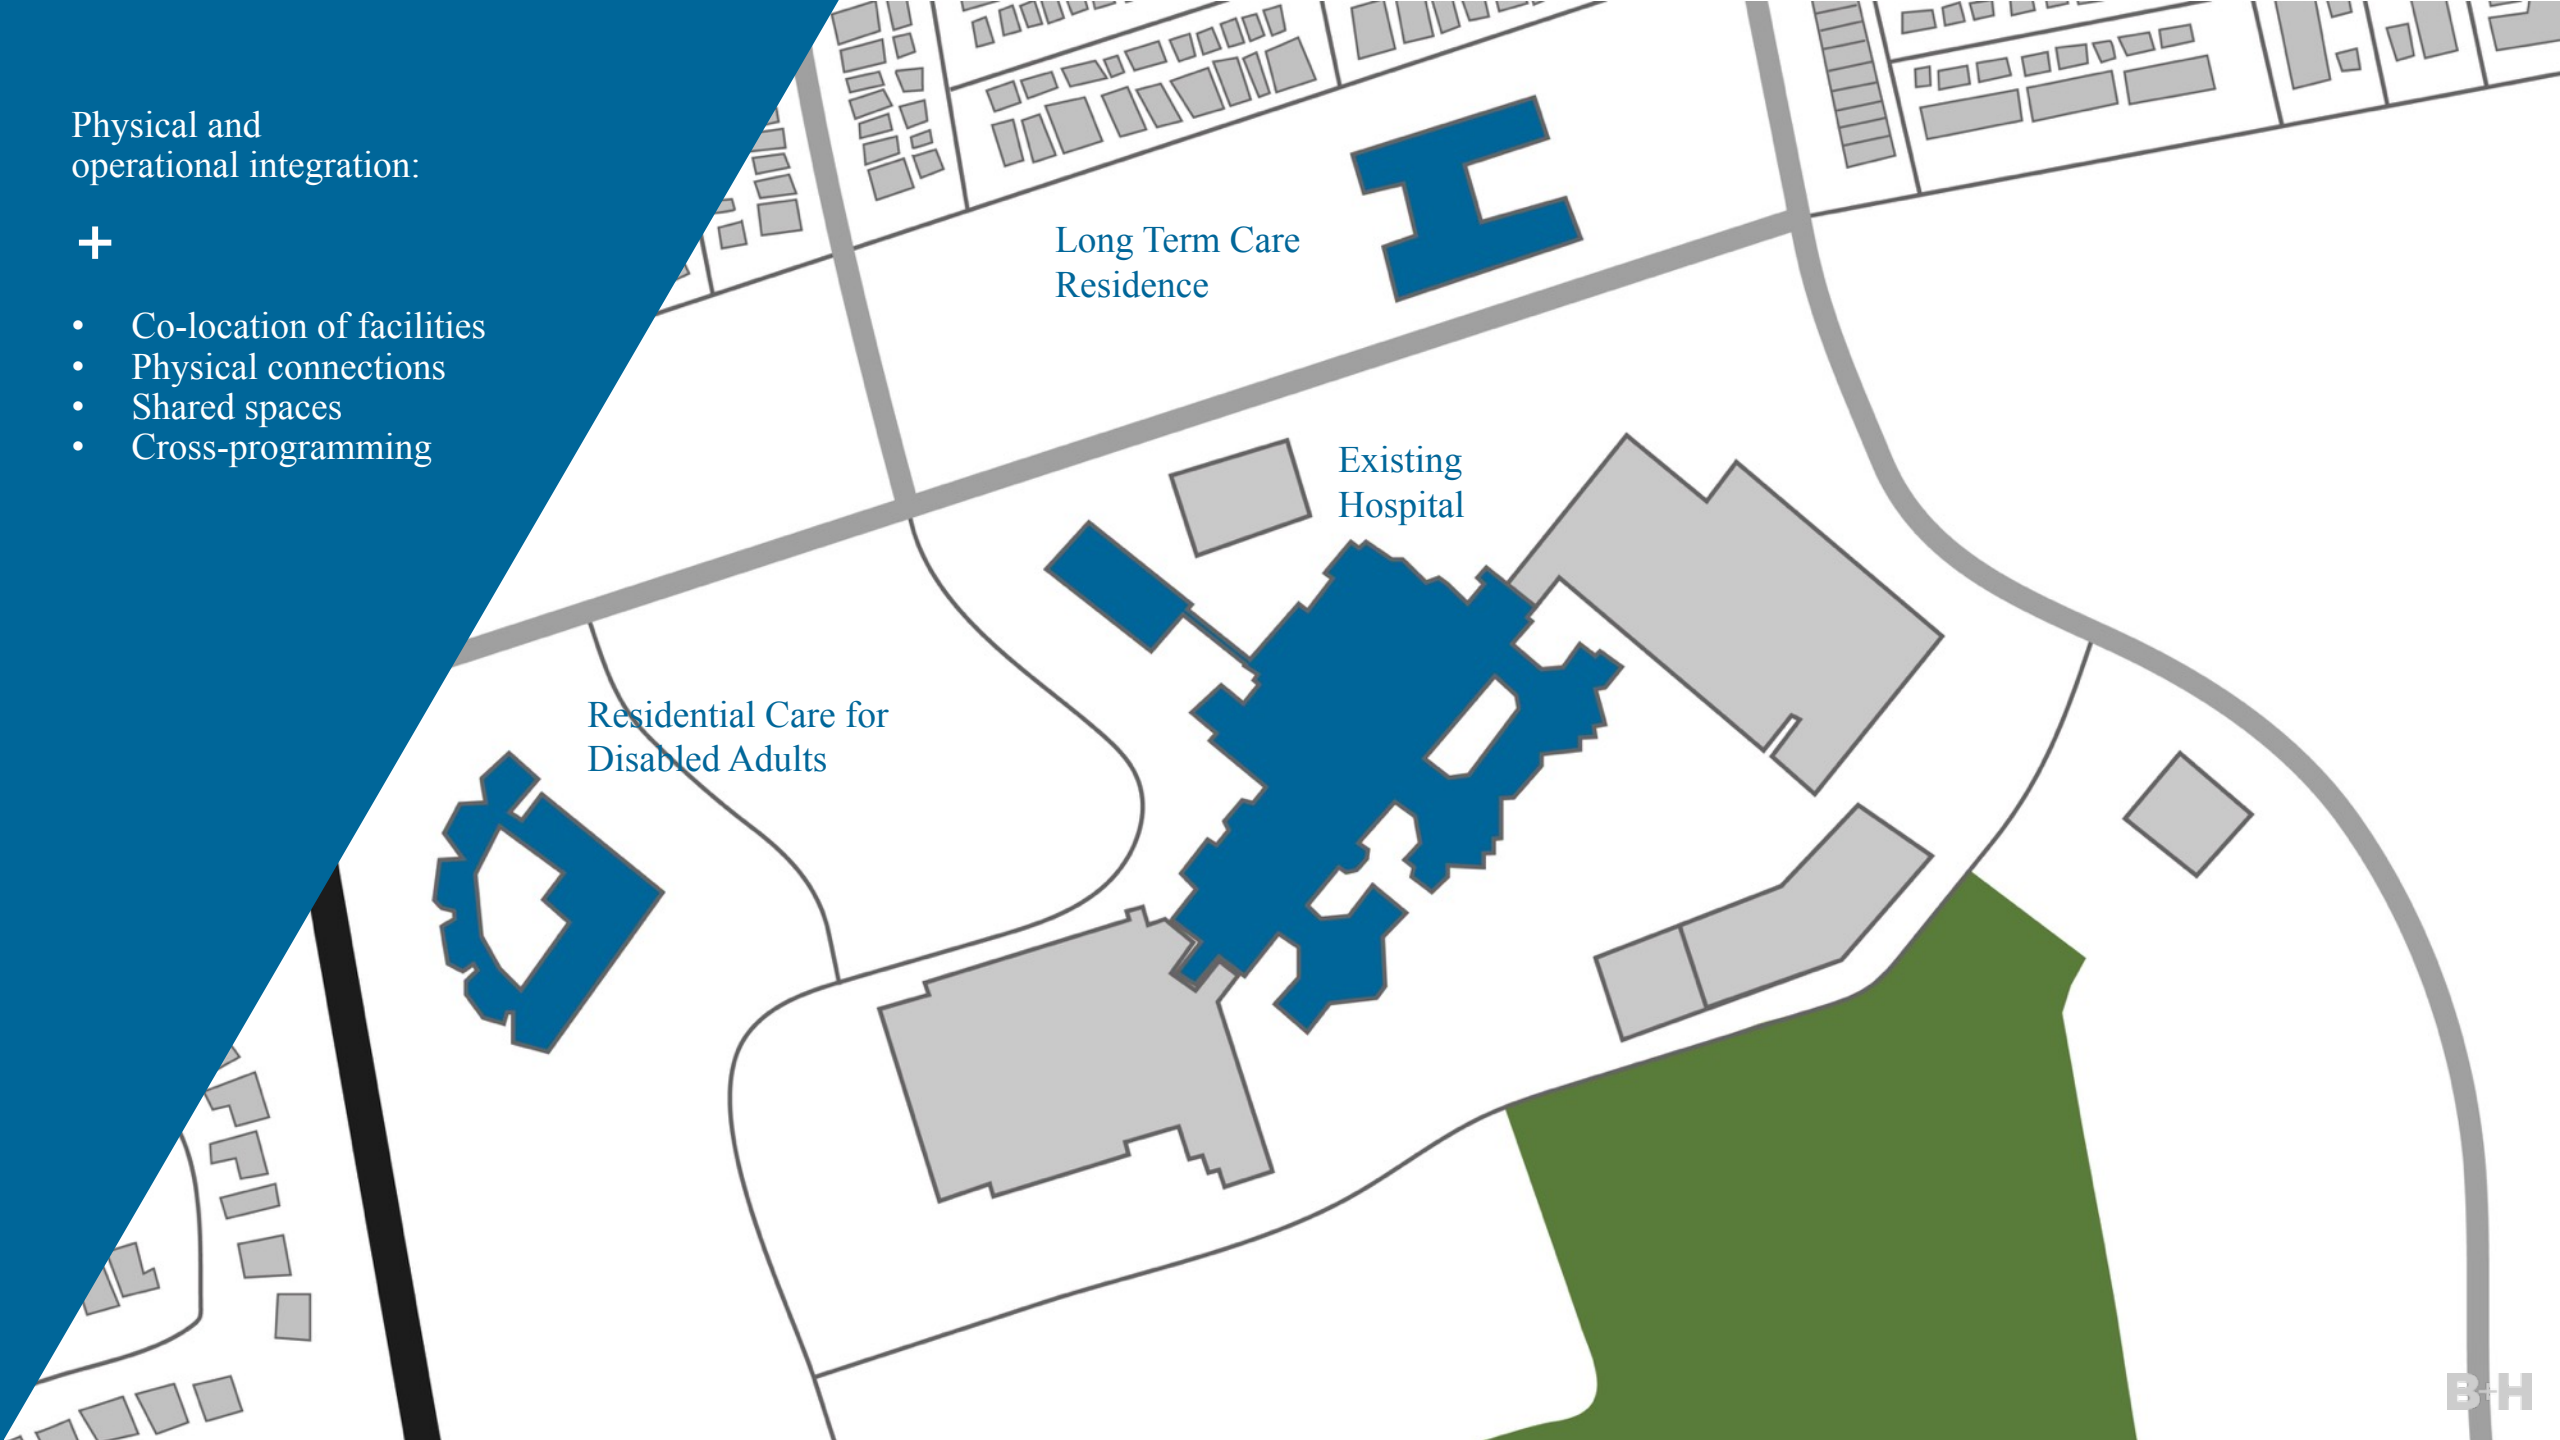 Physical and
operational integration:
+
• Co-location of facilities
• Physical connections
• Shared spaces
• Cross-programming
Long Term Care
Residence
Existing
Hospital
Residential Care for
Disabled Adults
B+H